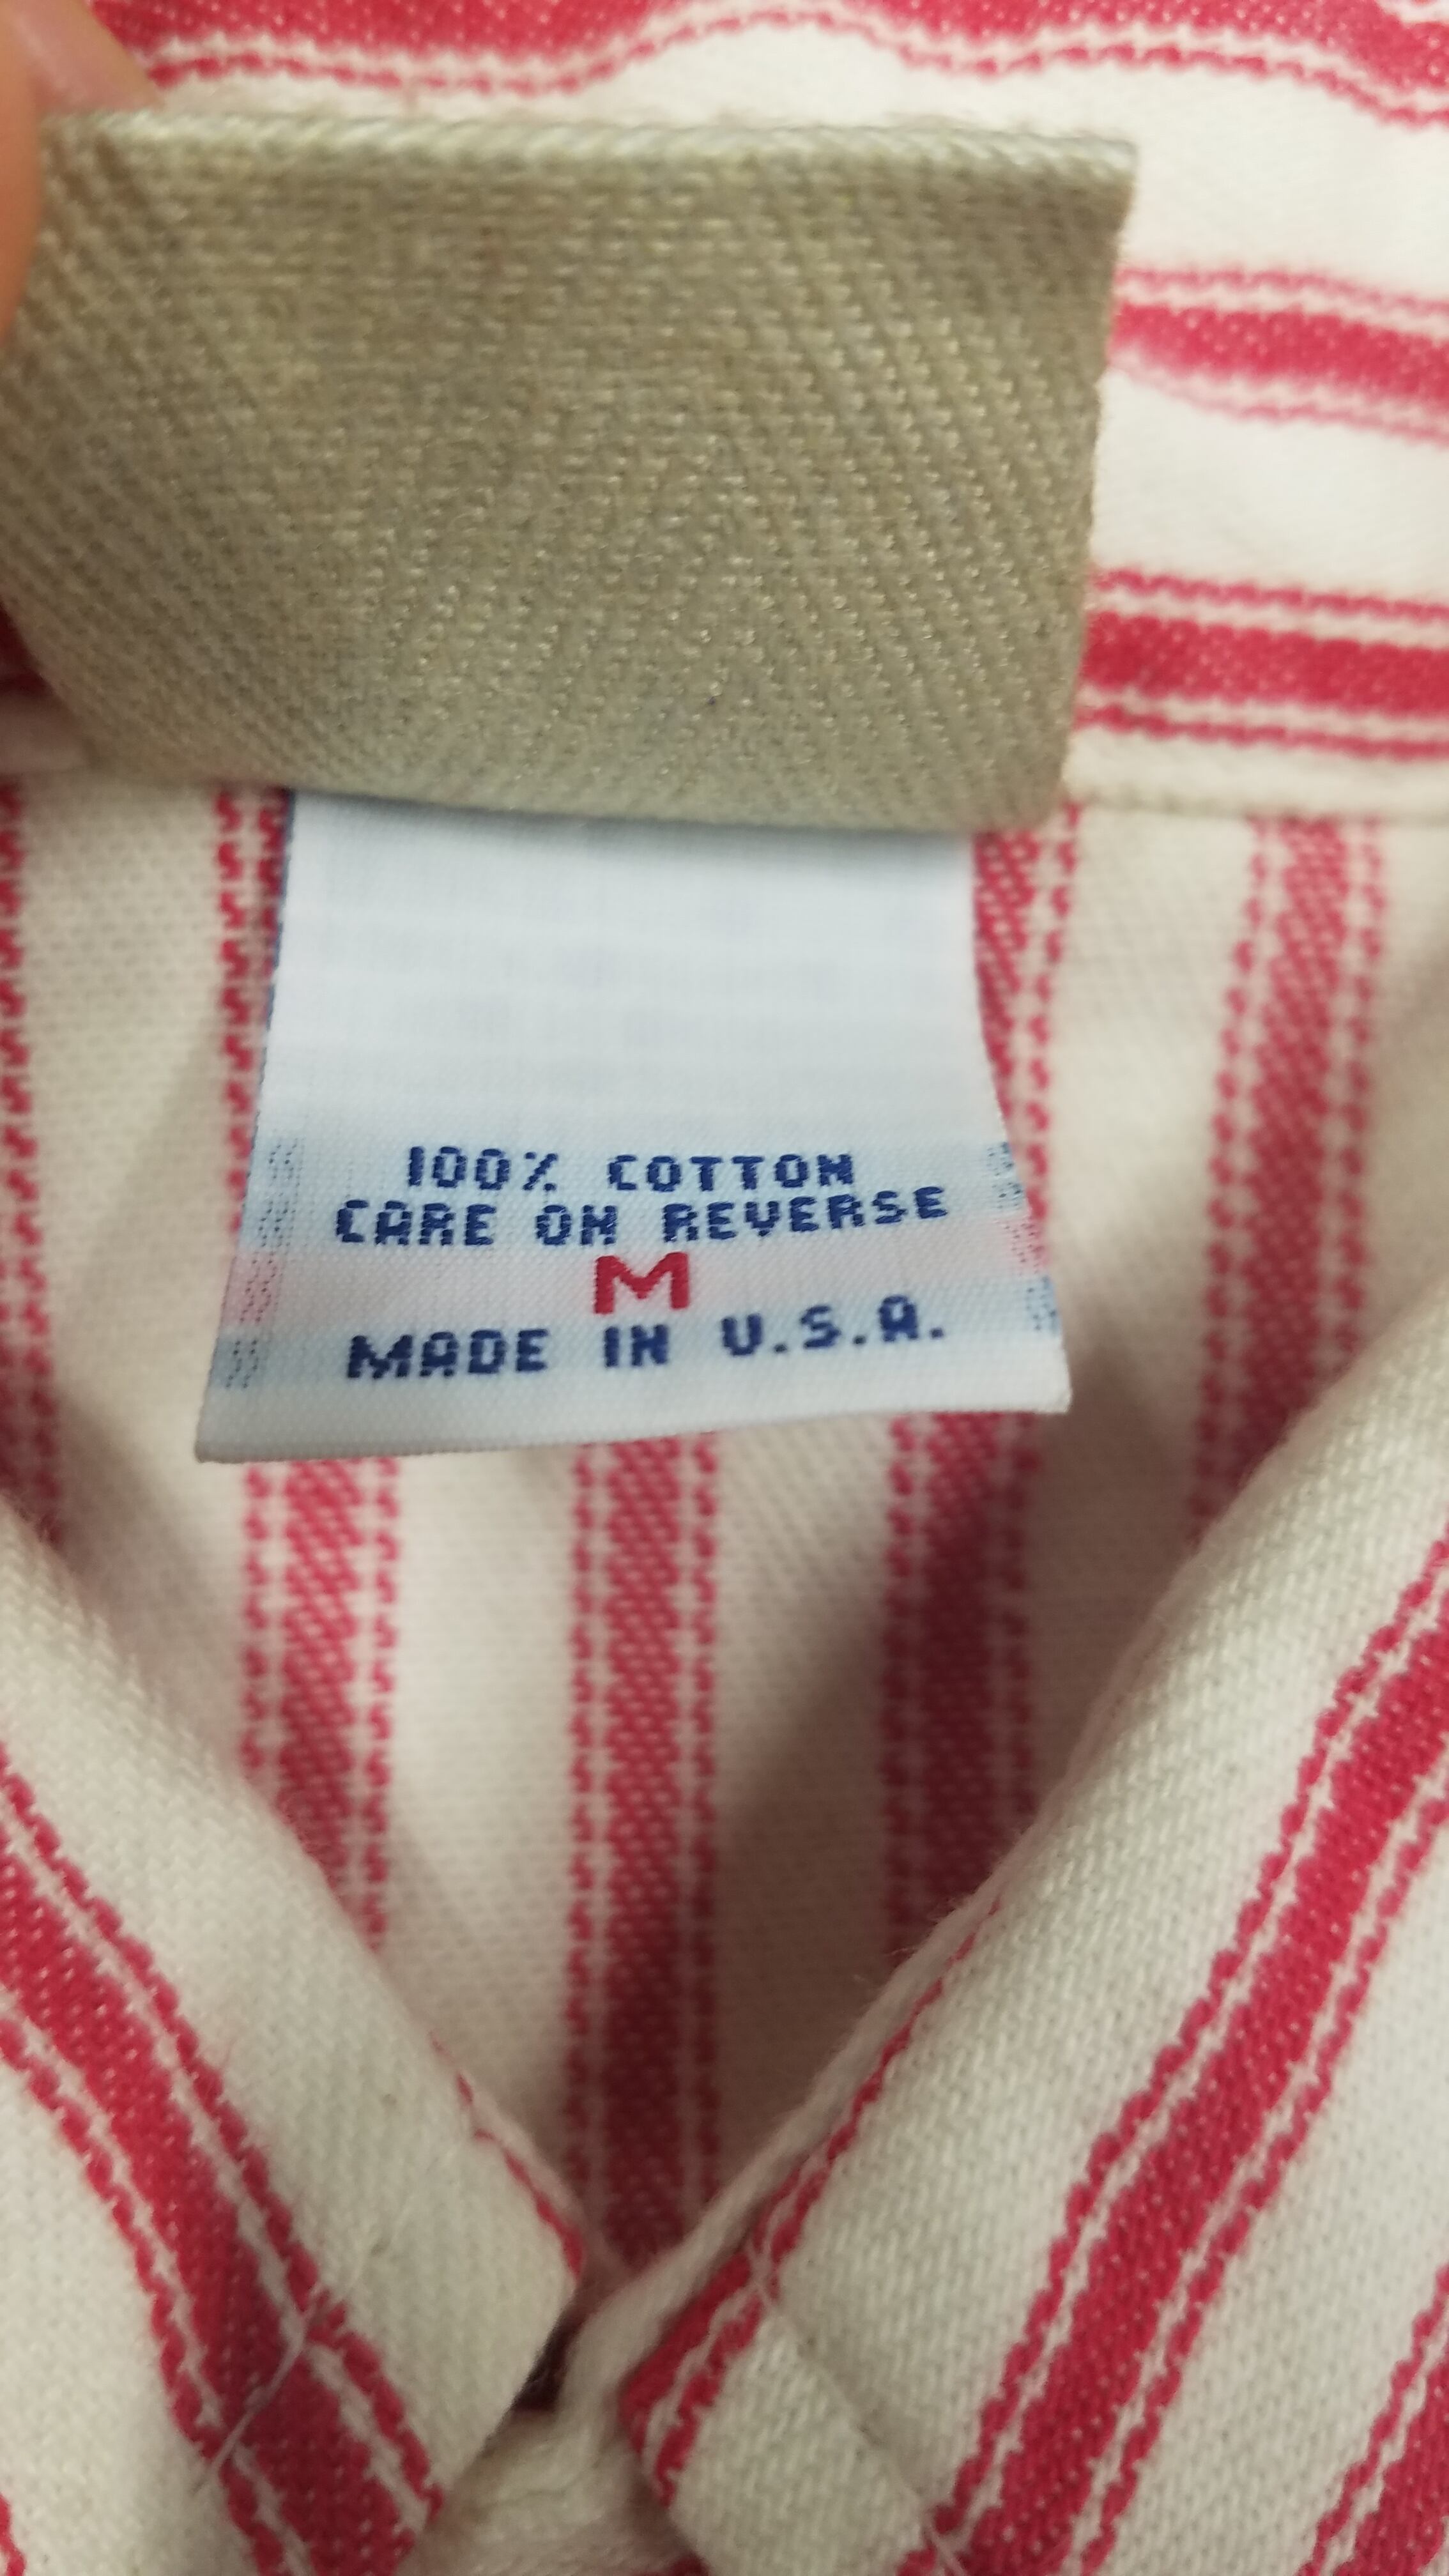 100% COTTON
CARE ON REVERSE
M
MADE IN U.S.A.